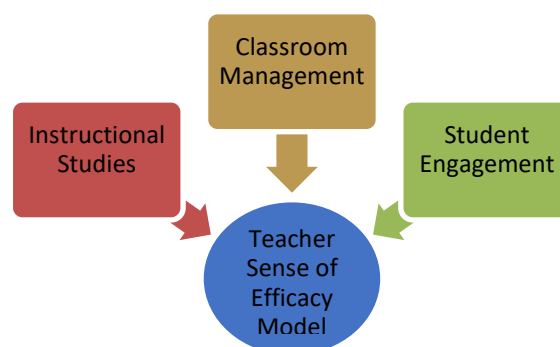 Classroom
Management
Instructional
Studies
Student
Engagement
Teacher
Sense of
Efficacy
Model